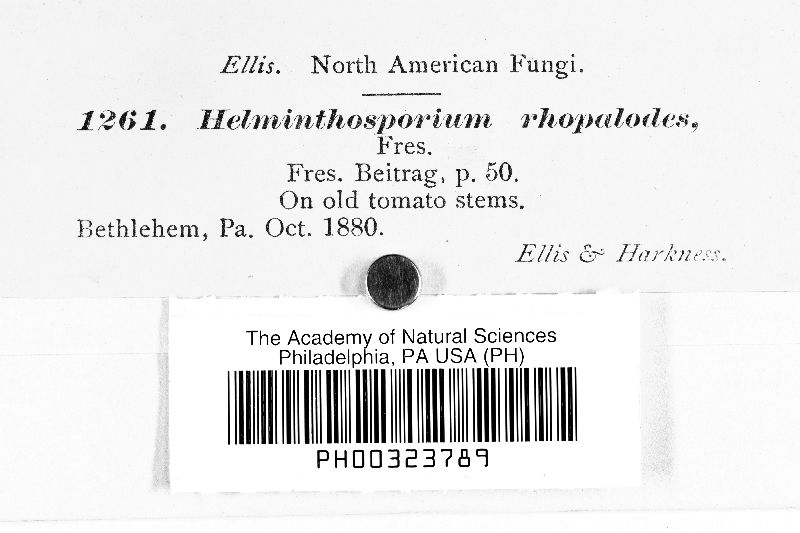 Ellis. North American Fungi.
1261. Helminthosporium rhopalodes,
Fres.
Fres. Beitrag, p. 50.
On old tomato stems.
Bethlehem, Pa. Oct. 1880.
Ellis & Harkness.
The Academy of Natural Sciences
Philadelphia, PA USA (PH)
PH00323789